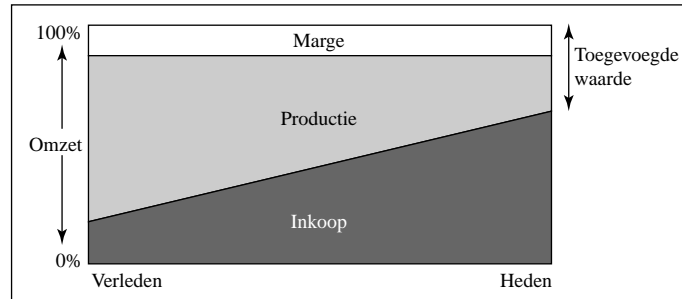 100%
Marge
Toegevoegde
waarde
Productie
Omzet
Inkoop
0%
Verleden
Heden